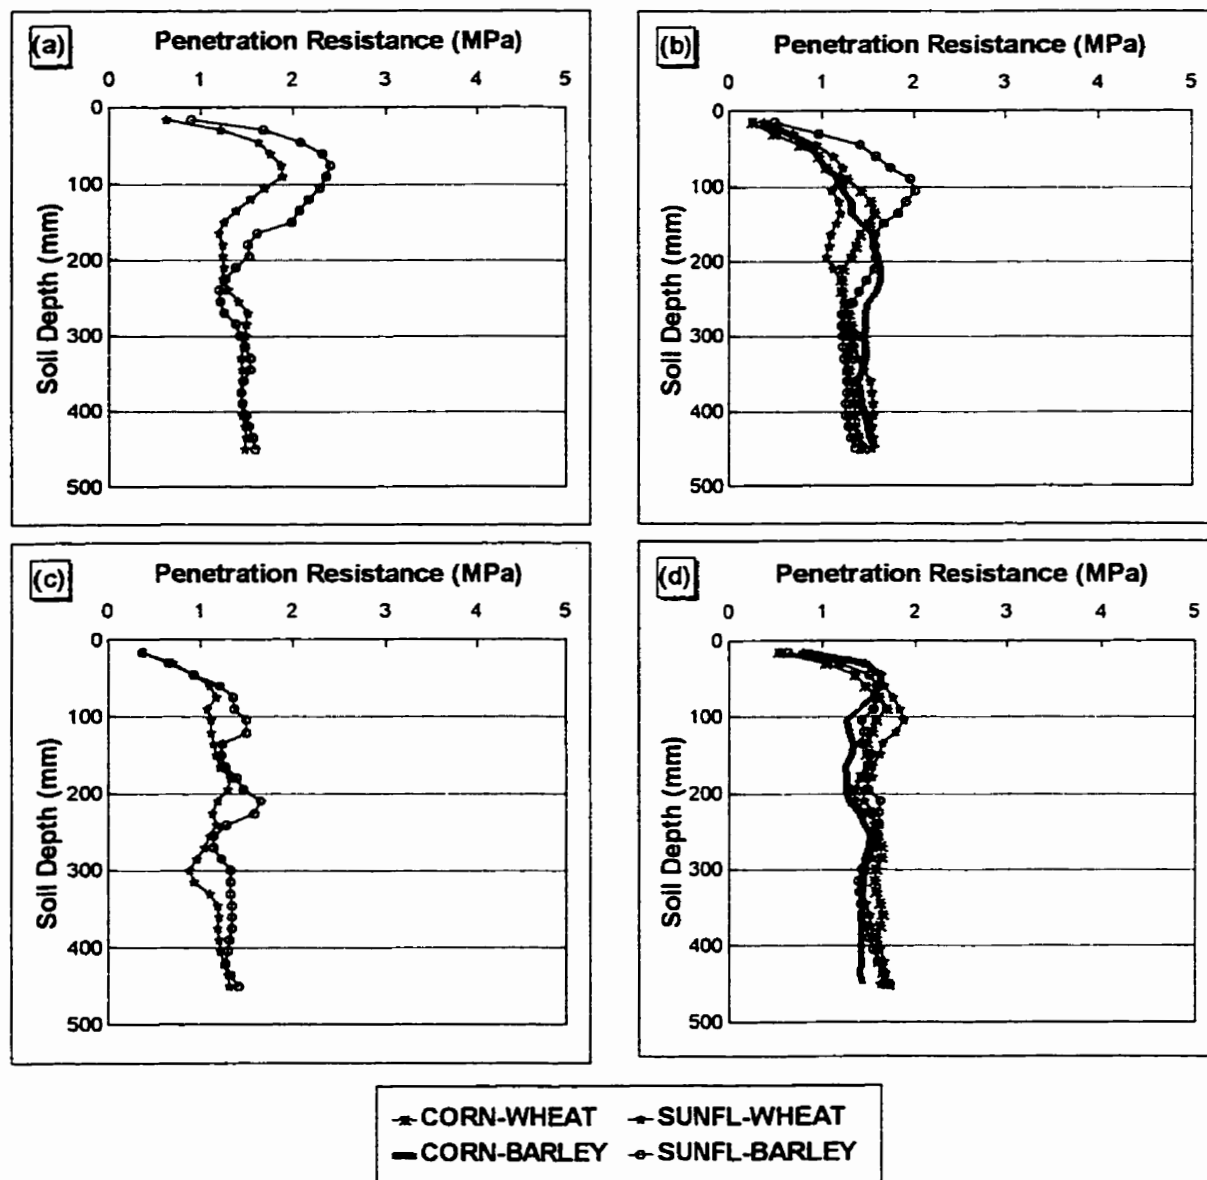 (a) Penetration Resistance (MPa)
0 1 2 3 4 5
Soil Depth (mm)
0
100
200
300
400
500
(b) Penetration Resistance (MPa)
0 1 2 3 4 5
Soil Depth (mm)
0
100
200
300
400
500
(c) Penetration Resistance (MPa)
0 1 2 3 4 5
Soil Depth (mm)
0
100
200
300
400
500
(d) Penetration Resistance (MPa)
0 1 2 3 4 5
Soil Depth (mm)
0
100
200
300
400
500
CORN-WHEAT SUNFL-WHEAT
CORN-BARLEY SUNFL-BARLEY